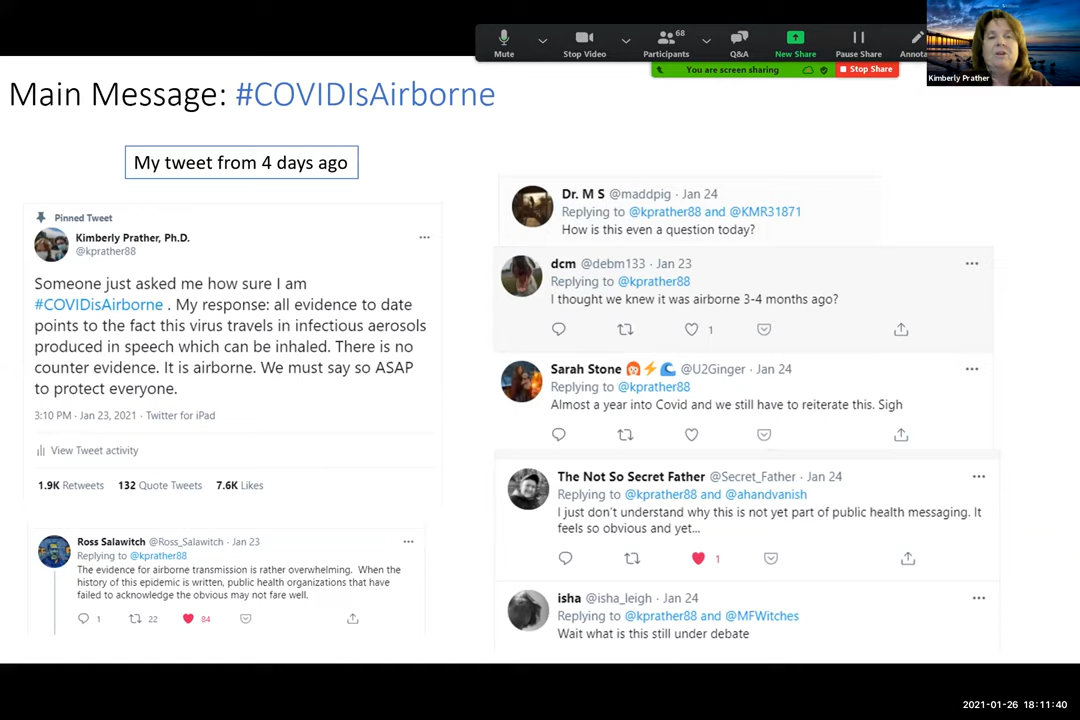 Mute
Stop Video
Participants
68
Q&A
New Share
Pause Share
Annota
You are screen sharing
Stop Share
Kimberly Prather
Main Message: #COVIDIsAirborne
My tweet from 4 days ago
Pinned Tweet
Kimberly Prather, Ph.D.
@kprather88
Someone just asked me how sure I am
#COVIDisAirborne . My response: all evidence to date
points to the fact this virus travels in infectious aerosols
produced in speech which can be inhaled. There is no
counter evidence. It is airborne. We must say so ASAP
to protect everyone.
3:10 PM · Jan 23, 2021 · Twitter for iPad
View Tweet activity
1.9K Retweets 132 Quote Tweets 7.6K Likes
Ross Salawitch @Ross_Salawitch · Jan 23
Replying to @kprather88
The evidence for airborne transmission is rather overwhelming. When the
history of this epidemic is written, public health organizations that have
failed to acknowledge the obvious may not fare well.
1 22 84
Dr. M S @maddpig · Jan 24
Replying to @kprather88 and @KMR31871
How is this even a question today?
dcm @debm133 · Jan 23
Replying to @kprather88
I thought we knew it was airborne 3-4 months ago?
1
Sarah Stone @U2Ginger · Jan 24
Replying to @kprather88
Almost a year into Covid and we still have to reiterate this. Sigh
The Not So Secret Father @Secret_Father · Jan 24
Replying to @kprather88 and @ahandvanish
I just don't understand why this is not yet part of public health messaging. It
feels so obvious and yet...
1
isha @isha_leigh · Jan 24
Replying to @kprather88 and @MFWitches
Wait what is this still under debate
2021-01-26 18:11:40